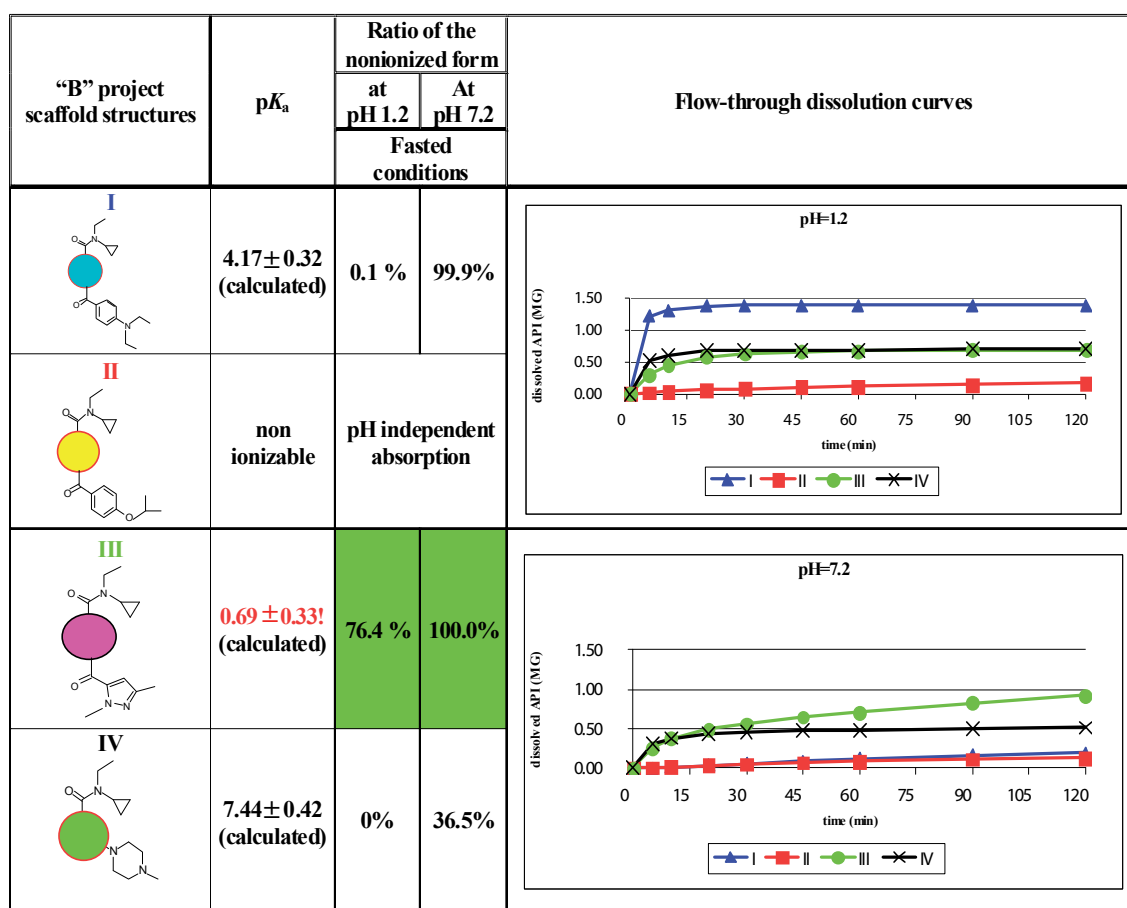 "B" project
scaffold structures
pKa
Ratio of the
nonionized form
at
pH 1.2
At
pH 7.2
Fasted
conditions
Flow-through dissolution curves
I
O
N
O
N
4.17±0.32
(calculated)
0.1 %
99.9%
II
O
N
O
O
non
ionizable
pH independent
absorption
III
O
N
O
N
N
0.69 ±0.33!
(calculated)
76.4 %
100.0%
IV
O
N
N
N
7.44±0.42
(calculated)
0%
36.5%
pH=1.2
dissolved API (MG)
1.50
1.00
0.50
0.00
0 15 30 45 60 75 90 105 120
time (min)
I II III IV
pH=7.2
dissolved API (MG)
1.50
1.00
0.50
0.00
0 15 30 45 60 75 90 105 120
time (min)
I II III IV